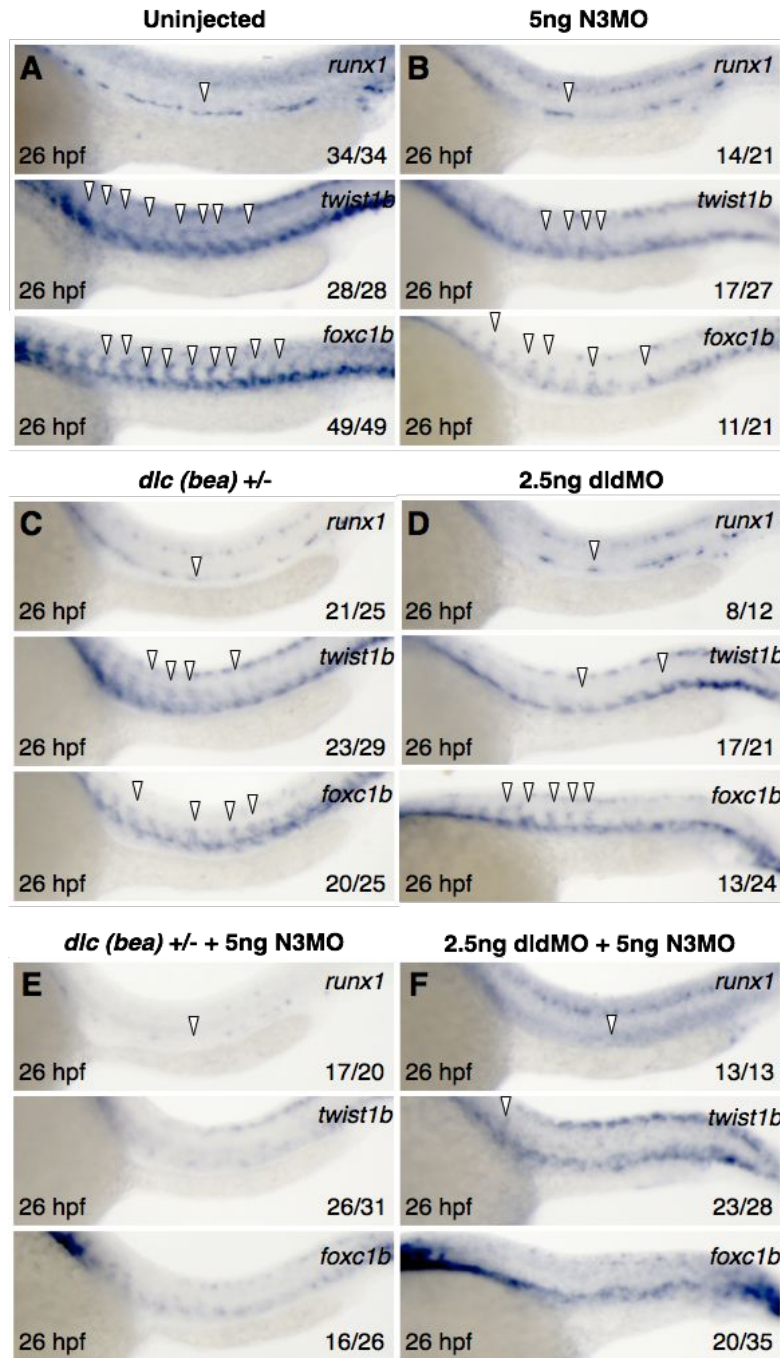 Uninjected
5ng N3MO
A
runx1
26 hpf
34/34
B
runx1
26 hpf
14/21
twist1b
26 hpf
28/28
twist1b
26 hpf
17/27
foxc1b
26 hpf
49/49
foxc1b
26 hpf
11/21
dlc (bea) +/-
2.5ng dldMO
C
runx1
26 hpf
21/25
D
runx1
26 hpf
8/12
twist1b
26 hpf
23/29
twist1b
26 hpf
17/21
foxc1b
26 hpf
20/25
foxc1b
26 hpf
13/24
dlc (bea) +/- + 5ng N3MO
2.5ng dldMO + 5ng N3MO
E
runx1
26 hpf
17/20
F
runx1
26 hpf
13/13
twist1b
26 hpf
26/31
twist1b
26 hpf
23/28
foxc1b
26 hpf
16/26
foxc1b
26 hpf
20/35